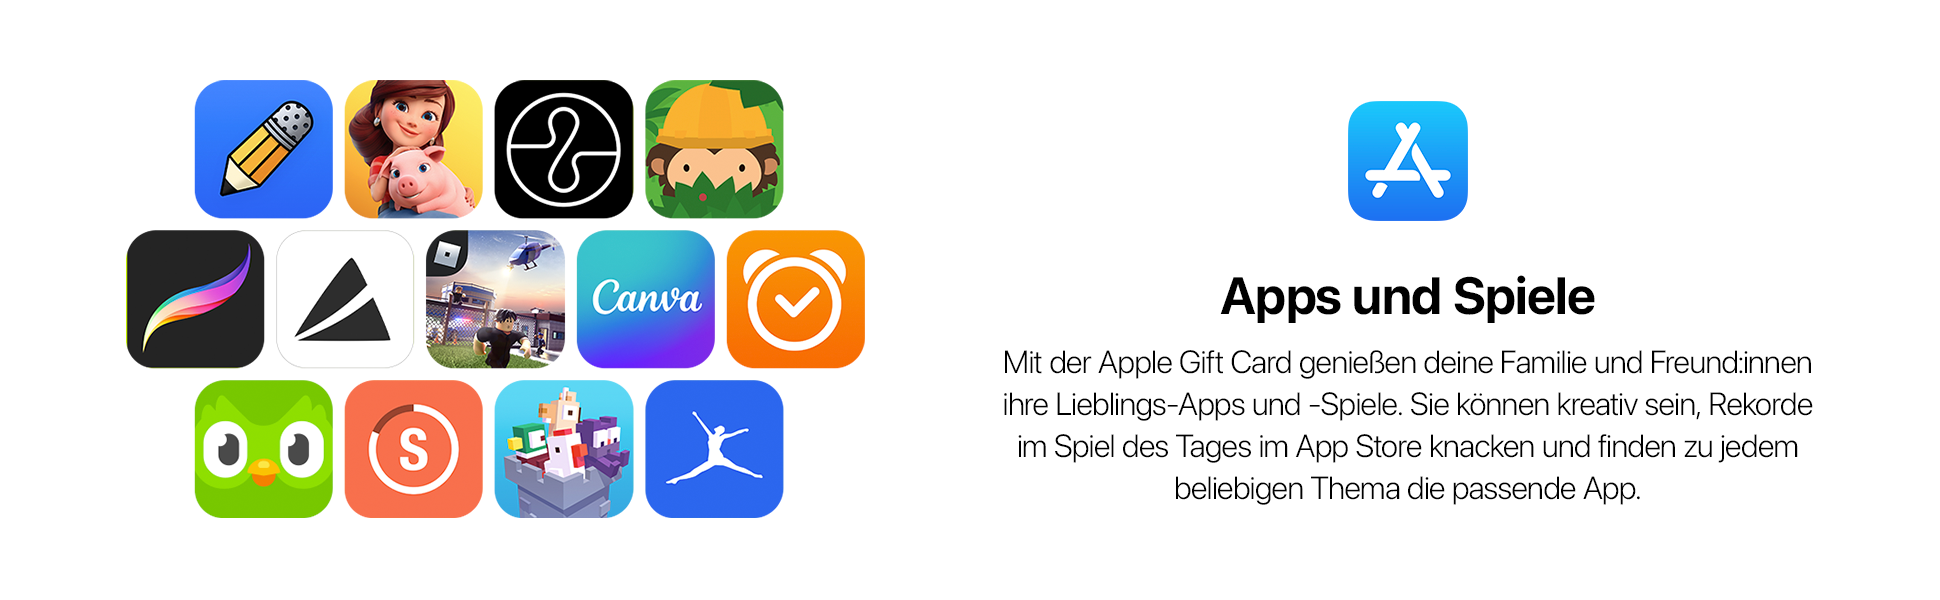 Canva
S
Apps und Spiele
Mit der Apple Gift Card genießen deine Familie und Freund:innen
ihre Lieblings-Apps und -Spiele. Sie können kreativ sein, Rekorde
im Spiel des Tages im App Store knacken und finden zu jedem
beliebigen Thema die passende App.